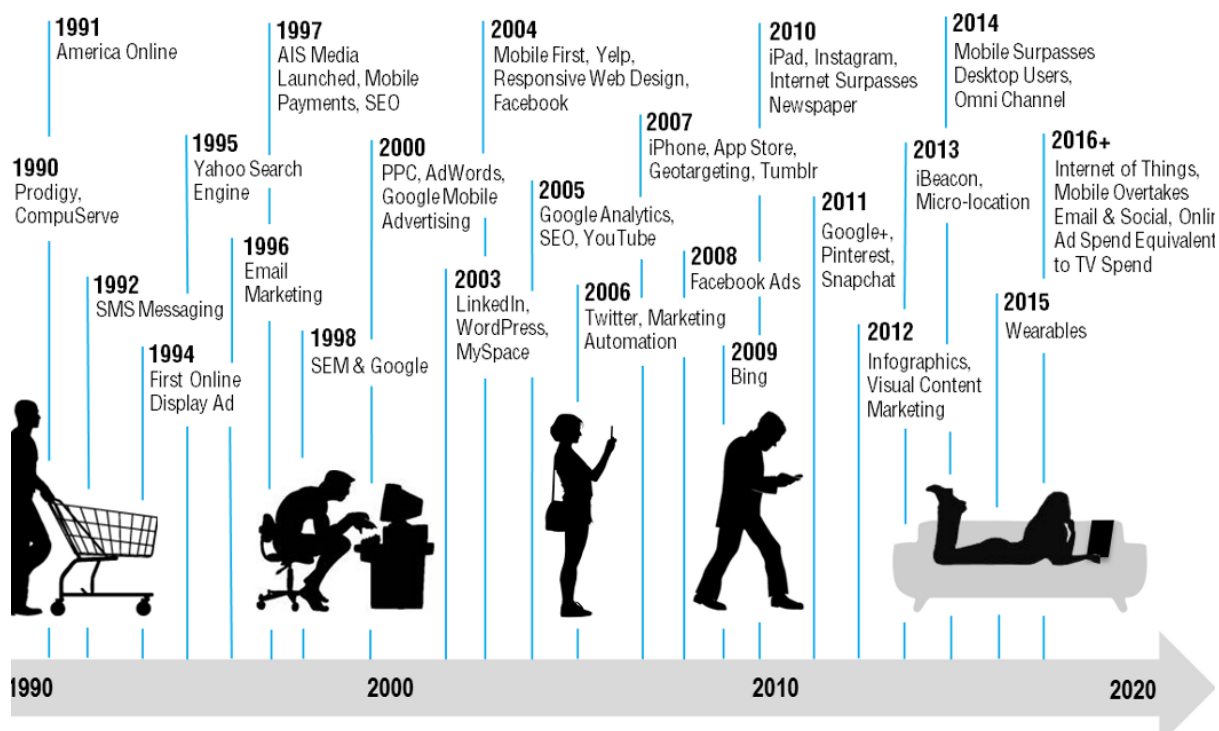 1991
America Online
1997
AIS Media
Launched, Mobile
Payments, SEO
2004
Mobile First, Yelp,
Responsive Web Design,
Facebook
2010
iPad, Instagram,
Internet Surpasses
Newspaper
2014
Mobile Surpasses
Desktop Users,
Omni Channel
1990
Prodigy,
CompuServe
1995
Yahoo Search
Engine
2000
PPC, AdWords,
Google Mobile
Advertising
2007
iPhone, App Store,
Geotargeting, Tumblr
2013
iBeacon,
Micro-location
2016+
Internet of Things,
Mobile Overtakes
Email & Social, Onlin
Ad Spend Equivalent
to TV Spend
2005
Google Analytics,
SEO, YouTube
2011
Google+,
Pinterest,
Snapchat
1996
Email
Marketing
2008
Facebook Ads
1992
SMS Messaging
2003
LinkedIn,
WordPress,
MySpace
2006
Twitter, Marketing
Automation
2015
Wearables
1998
SEM & Google
2012
Infographics,
Visual Content
Marketing
1994
First Online
Display Ad
2009
Bing
1990
2000
2010
2020